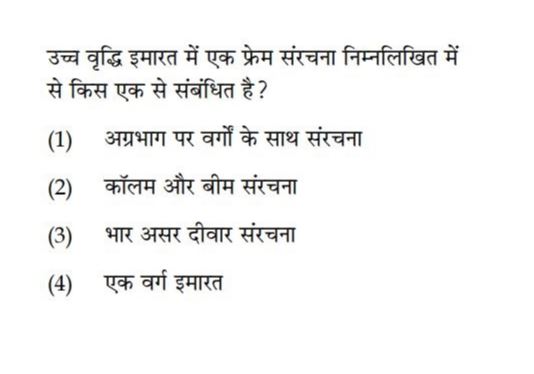 उच्च वृद्धि इमारत में एक फ्रेम संरचना निम्नलिखित में
से किस एक से संबंधित है ?
(1) अग्रभाग पर वर्गों के साथ संरचना
(2) कॉलम और बीम संरचना
(3) भार असर दीवार संरचना
(4) एक वर्ग इमारत